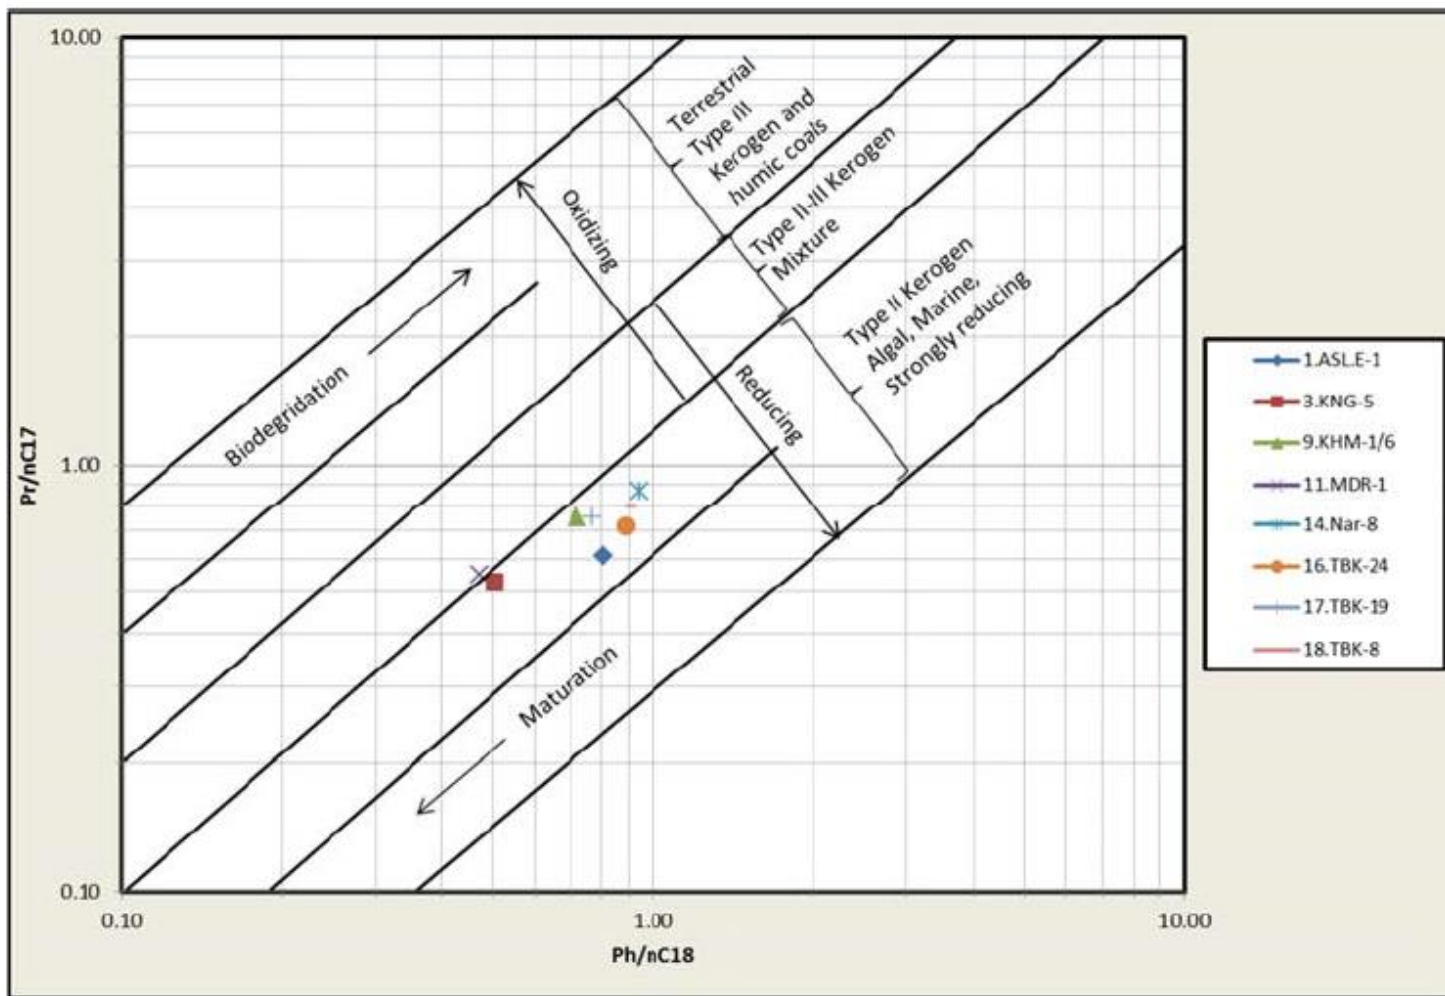 10.00
1.00
0.10
Pr/nC17
0.10
1.00
10.00
Ph/nC18
Biodegridation
Oxidizing
Reducing
Maturation
Terrestrial
Type III
Kerogen and
humic coals
Type II-III Kerogen
Mixture
Type II Kerogen
Algal, Marine,
Strongly reducing
1.ASL.E-1
3.KNG-5
9.KHM-1/6
11.MDR-1
14.Nar-8
16.TBK-24
17.TBK-19
18.TBK-8